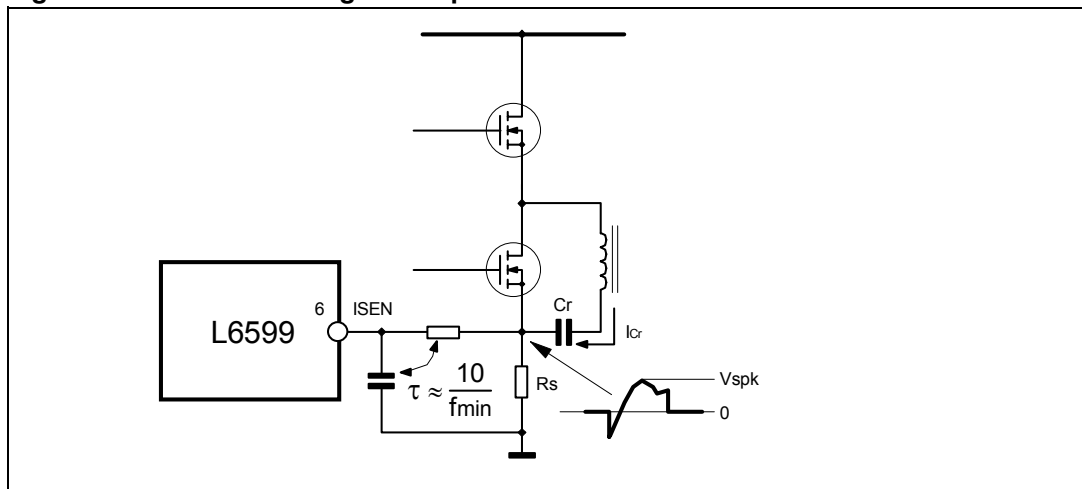 6 ISEN
L6599
Cr
ICr
τ ≈ 10/fmin
Rs
Vspk
0